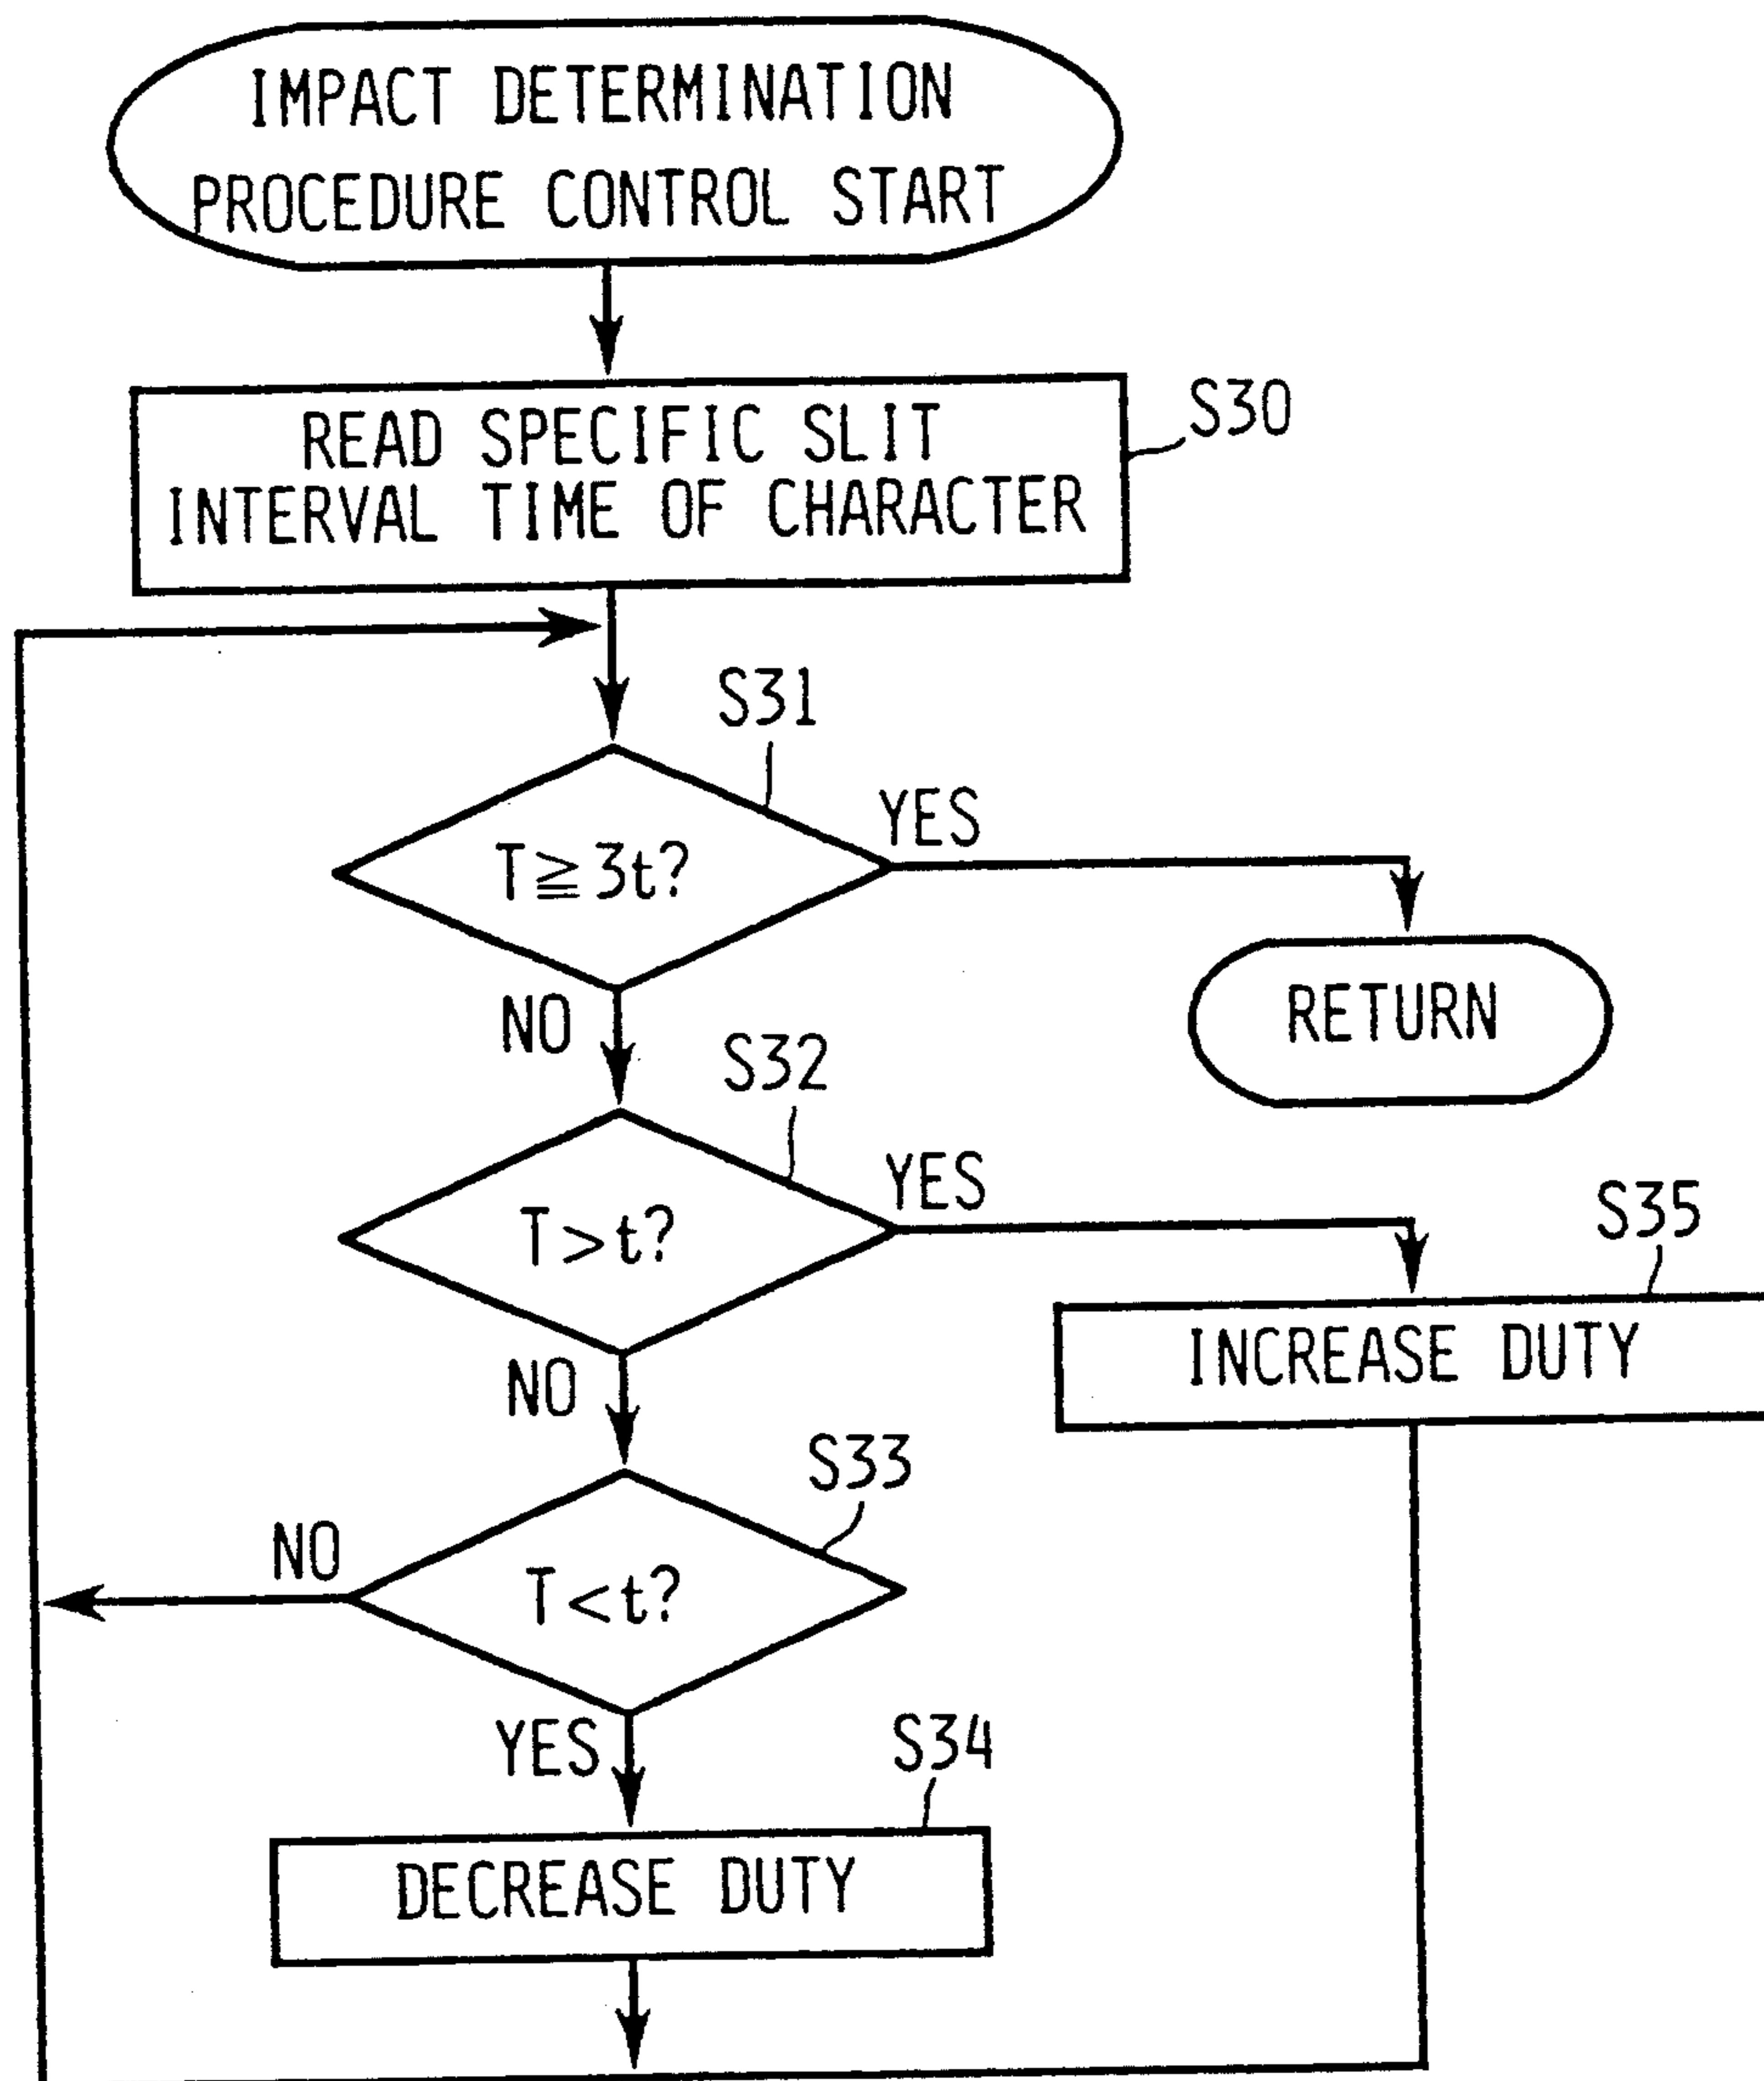 IMPACT DETERMINATION
PROCEDURE CONTROL START
READ SPECIFIC SLIT
INTERVAL TIME OF CHARACTER
S30
S31
T≧3t?
YES
NO
RETURN
S32
T>t?
YES
NO
S35
INCREASE DUTY
S33
T<t?
NO
YES
S34
DECREASE DUTY